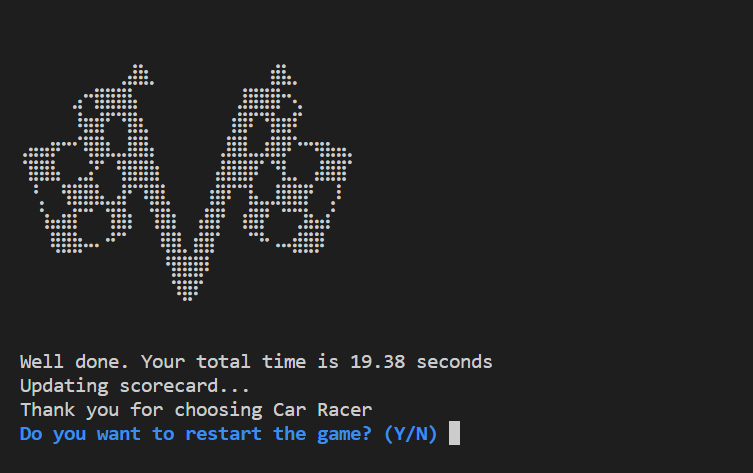 Well done. Your total time is 19.38 seconds
Updating scorecard...
Thank you for choosing Car Racer
Do you want to restart the game? (Y/N)